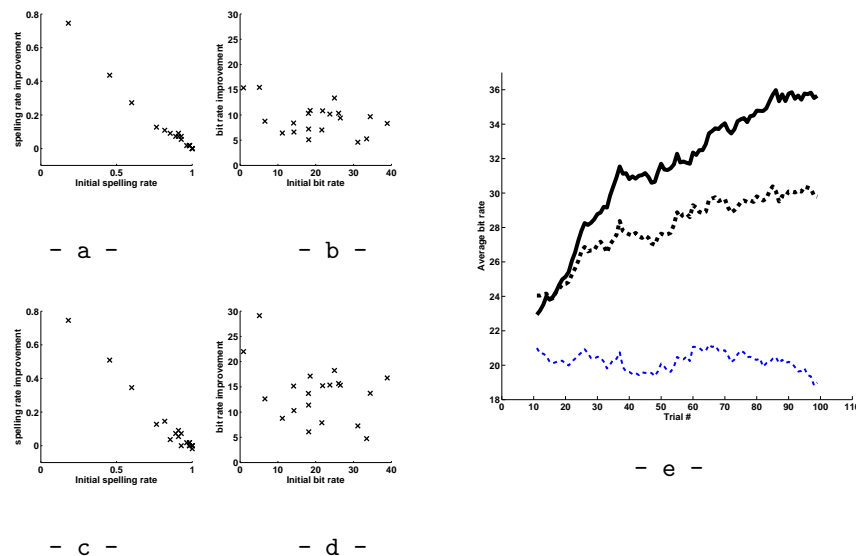 0.8
0.6
0.4
0.2
0
spelling rate improvement
0 0.5 1
Initial spelling rate
- a -
30
25
20
15
10
5
0
bit rate improvement
0 10 20 30 40
Initial bit rate
- b -
0.8
0.6
0.4
0.2
0
spelling rate improvement
0 0.5 1
Initial spelling rate
- c -
30
25
20
15
10
5
0
bit rate improvement
0 10 20 30 40
Initial bit rate
- d -
36
34
32
30
28
26
24
22
20
18
Average bit rate
0 10 20 30 40 50 60 70 80 90 100 110
Trial #
- e -